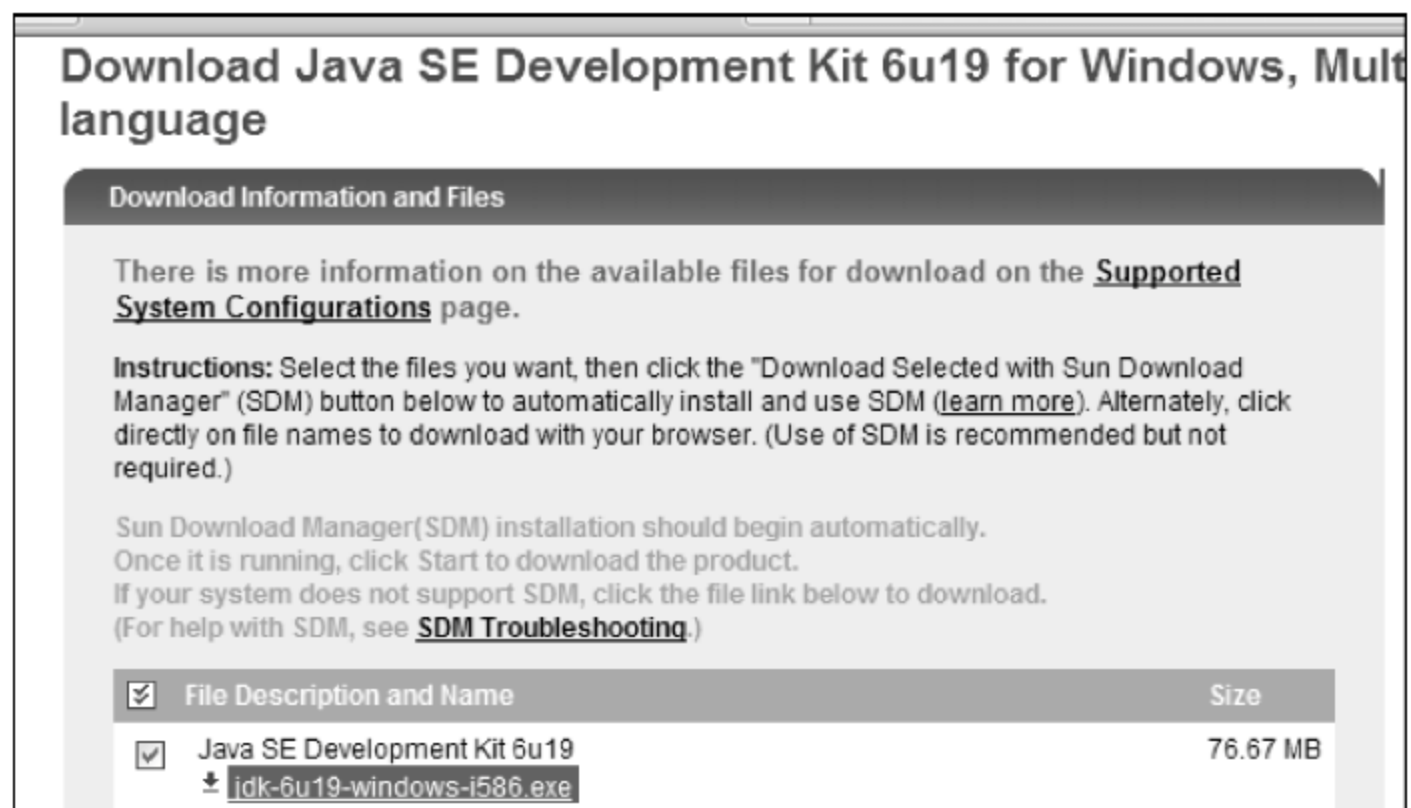 Download Java SE Development Kit 6u19 for Windows, Mult
language
Download Information and Files
There is more information on the available files for download on the Supported
System Configurations page.
Instructions: Select the files you want, then click the "Download Selected with Sun Download
Manager" (SDM) button below to automatically install and use SDM (learn more). Alternately, click
directly on file names to download with your browser. (Use of SDM is recommended but not
required.)
Sun Download Manager(SDM) installation should begin automatically.
Once it is running, click Start to download the product.
If your system does not support SDM, click the file link below to download.
(For help with SDM, see SDM Troubleshooting.)
File Description and Name Size
Java SE Development Kit 6u19 76.67 MB
jdk-6u19-windows-i586.exe